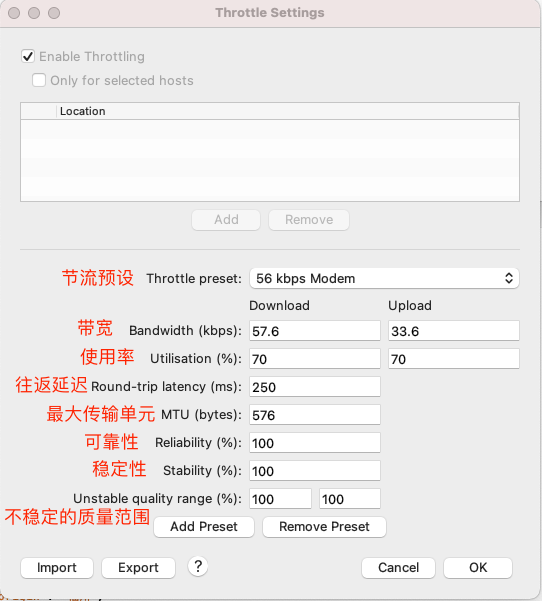 Throttle Settings
Enable Throttling
Only for selected hosts
Location
Add Remove
节流预设 Throttle preset: 56 kbps Modem
Download Upload
带宽 Bandwidth (kbps): 57.6 33.6
使用率 Utilisation (%): 70 70
往返延迟 Round-trip latency (ms): 250
最大传输单元 MTU (bytes): 576
可靠性 Reliability (%): 100
稳定性 Stability (%): 100
Unstable quality range (%): 100 100
不稳定的质量范围
Add Preset Remove Preset
Import Export ? Cancel OK